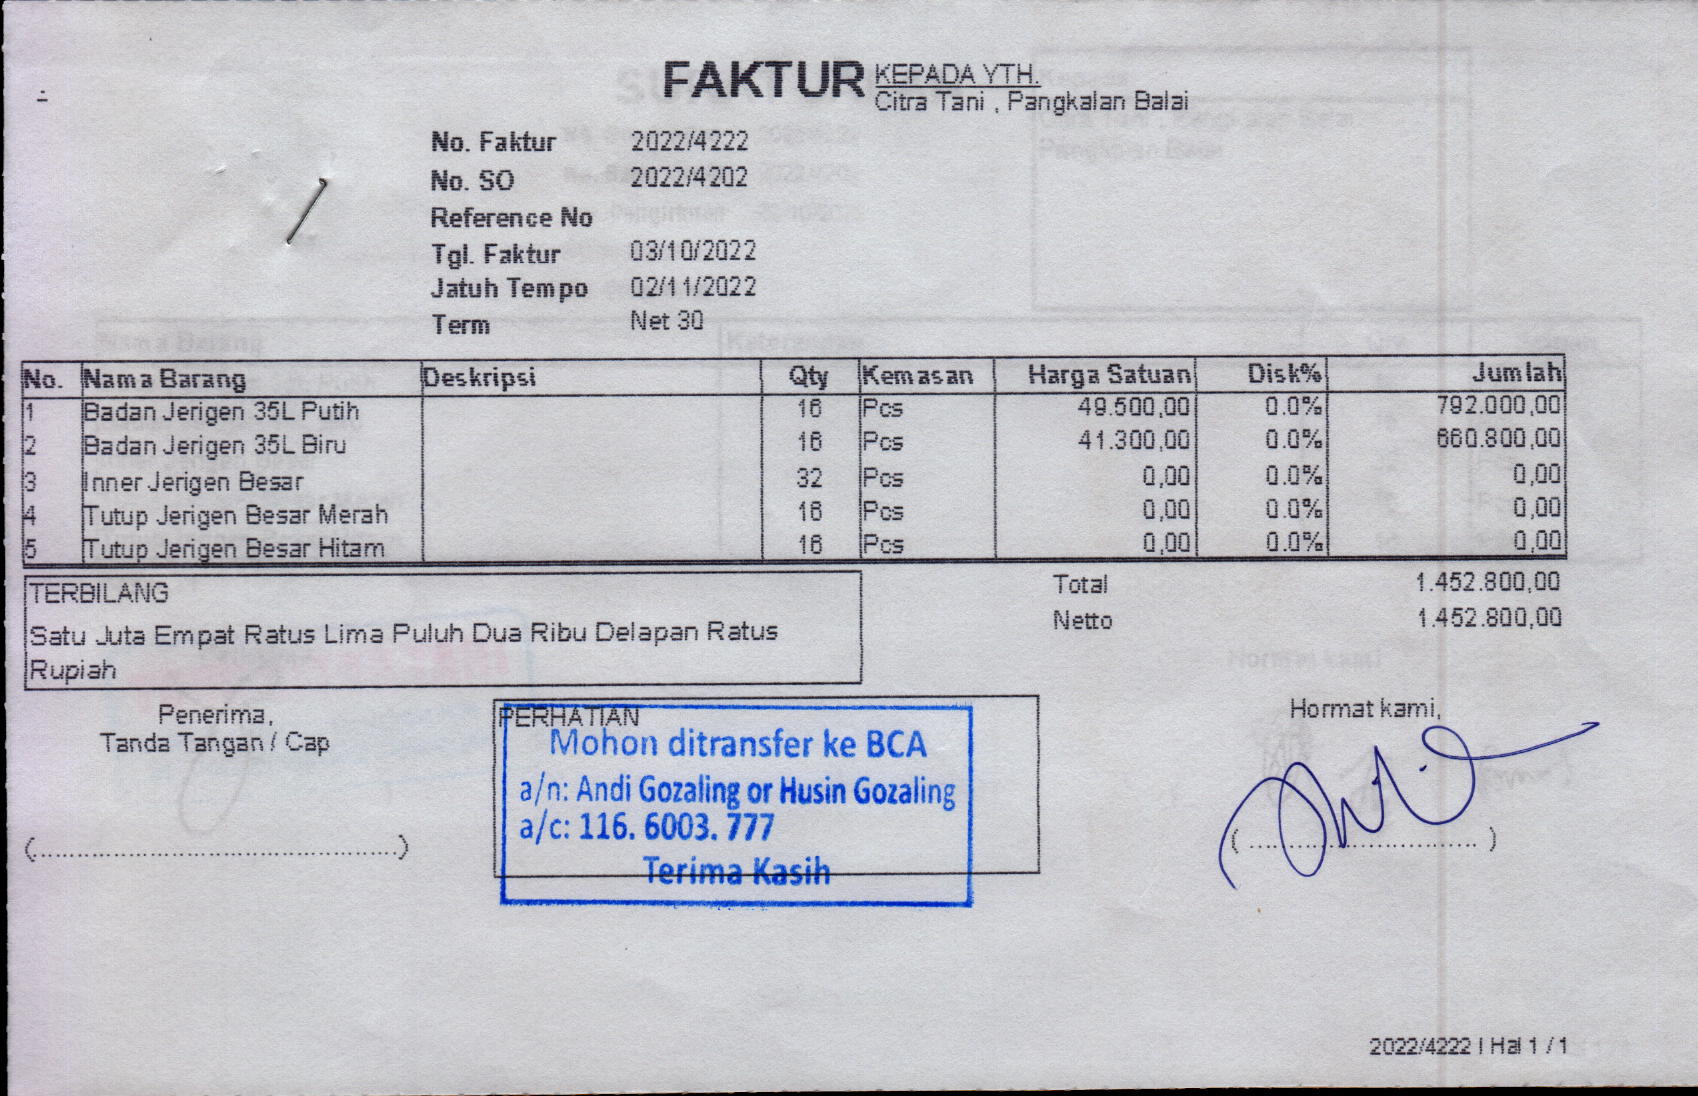 FAKTUR
KEPADA YTH.
Citra Tani , Pangkalan Balai
No. Faktur 2022/4222
No. SO 2022/4202
Reference No
Tgl. Faktur 03/10/2022
Jatuh Tempo 02/11/2022
Term Net 30
No. Nama Barang Deskripsi Qty Kemasan Harga Satuan Disk% Jumlah
1 Badan Jerigen 35L Putih 16 Pcs 49.500,00 0.0% 792.000,00
2 Badan Jerigen 35L Biru 16 Pcs 41.300,00 0.0% 660.800,00
3 Inner Jerigen Besar 32 Pcs 0,00 0.0% 0,00
4 Tutup Jerigen Besar Merah 16 Pcs 0,00 0.0% 0,00
5 Tutup Jerigen Besar Hitam 16 Pcs 0,00 0.0% 0,00
TERBILANG
Satu Juta Empat Ratus Lima Puluh Dua Ribu Delapan Ratus
Rupiah
Total 1.452.800,00
Netto 1.452.800,00
Penerima,
Tanda Tangan / Cap
(................................................)
PERHATIAN
Mohon ditransfer ke BCA
a/n: Andi Gozaling or Husin Gozaling
a/c: 116. 6003. 777
Terima Kasih
Hormat kami,
( .............................. )
2022/4222 | Hal 1 / 1